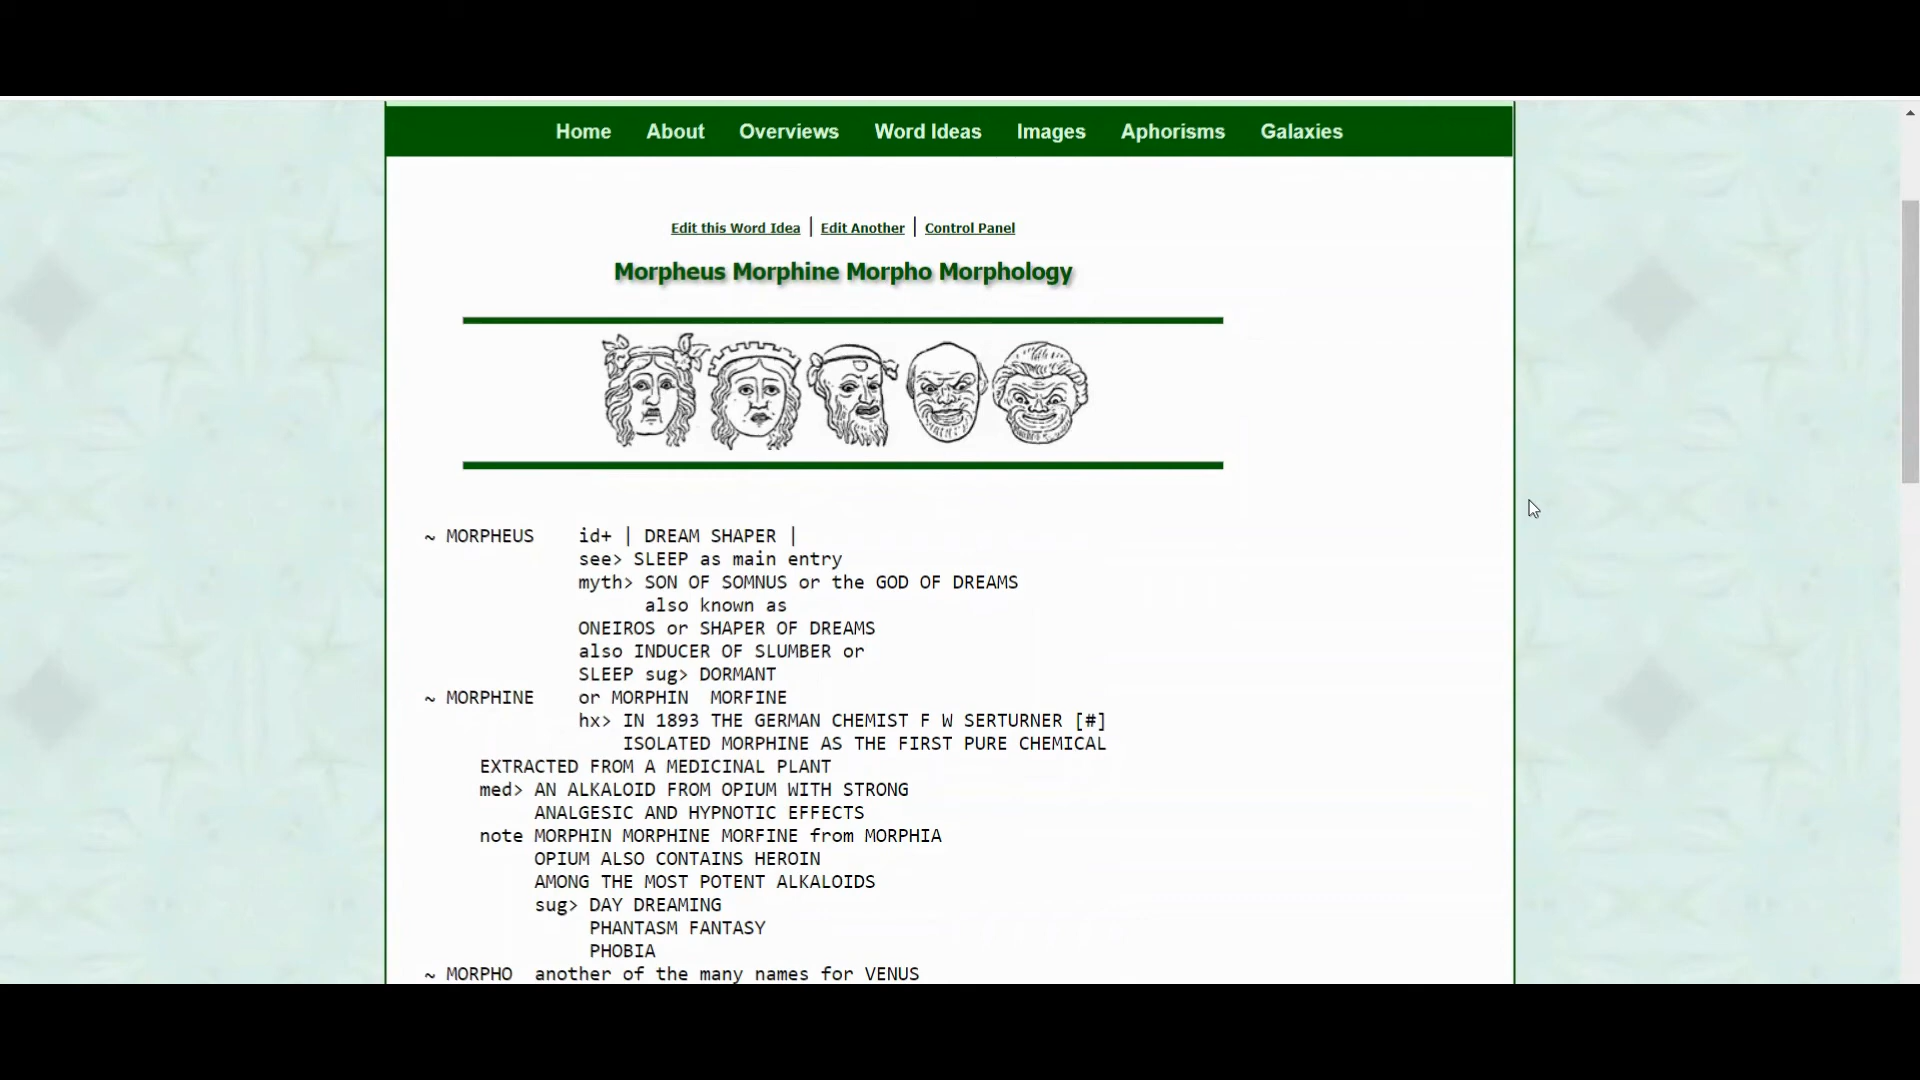 Home About Overviews Word Ideas Images Aphorisms Galaxies
Edit this Word Idea | Edit Another | Control Panel
Morpheus Morphine Morpho Morphology
~ MORPHEUS id+ | DREAM SHAPER |
see> SLEEP as main entry
myth> SON OF SOMNUS or the GOD OF DREAMS
also known as
ONEIROS or SHAPER OF DREAMS
also INDUCER OF SLUMBER or
SLEEP sug> DORMANT
~ MORPHINE or MORPHIN MORFINE
hx> IN 1893 THE GERMAN CHEMIST F W SERTURNER [#]
ISOLATED MORPHINE AS THE FIRST PURE CHEMICAL
EXTRACTED FROM A MEDICINAL PLANT
med> AN ALKALOID FROM OPIUM WITH STRONG
ANALGESIC AND HYPNOTIC EFFECTS
note MORPHIN MORPHINE MORFINE from MORPHIA
OPIUM ALSO CONTAINS HEROIN
AMONG THE MOST POTENT ALKALOIDS
sug> DAY DREAMING
PHANTASM FANTASY
PHOBIA
~ MORPHO another of the many names for VENUS